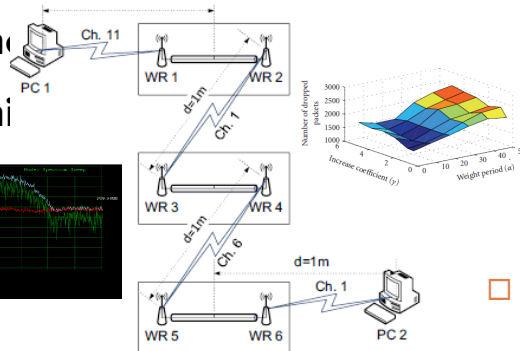 Ch. 11
PC 1
WR 1
WR 2
d=1m
Ch. 1
WR 3
WR 4
d=1m
Ch. 6
d=1m
Ch. 1
WR 5
WR 6
PC 2
Number of dropped
packets
3000
2500
2000
1500
1000
6
4
2
0
Increase coefficient (y)
0
10
20
30
40
50
Weight period (a)